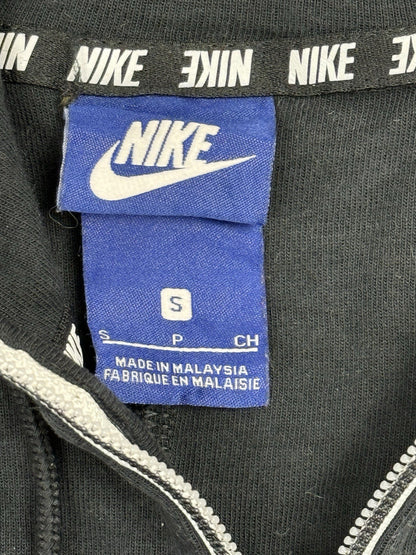 NIKE NIKE NIKE NIKE
NIKE
S
S P CH
MADE IN MALAYSIA
FABRIQUE EN MALAISIE